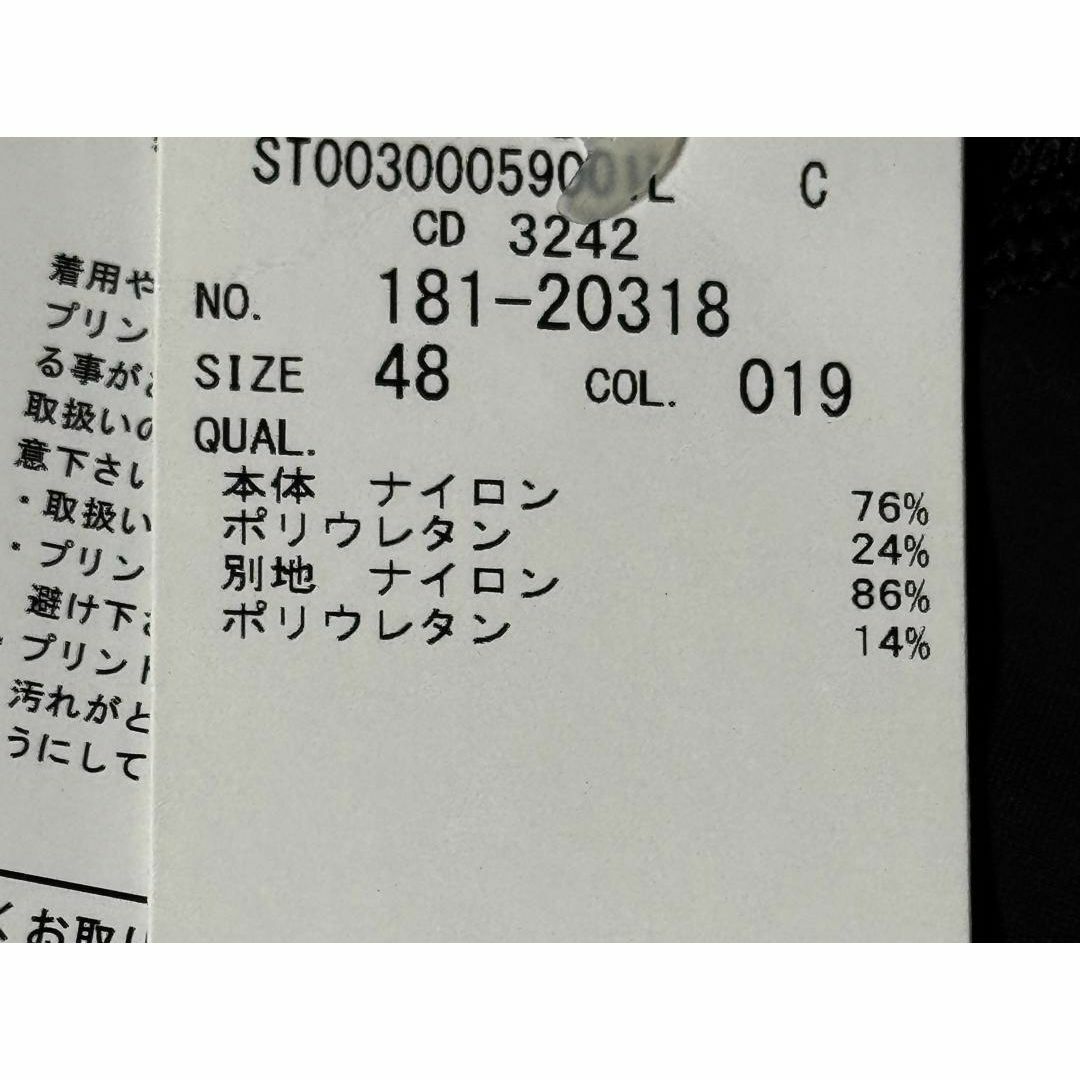 C
CD 3242
NO. 181-20318
SIZE 48 COL. 019
QUAL.
本体 ナイロン 76%
ポリウレタン 24%
別地 ナイロン 86%
ポリウレタン 14%
着用や
プリン
る事が
取扱いの
意下さい
・取扱い
・プリン
避け下さ
プリント
汚れがと
うにして
くお取り